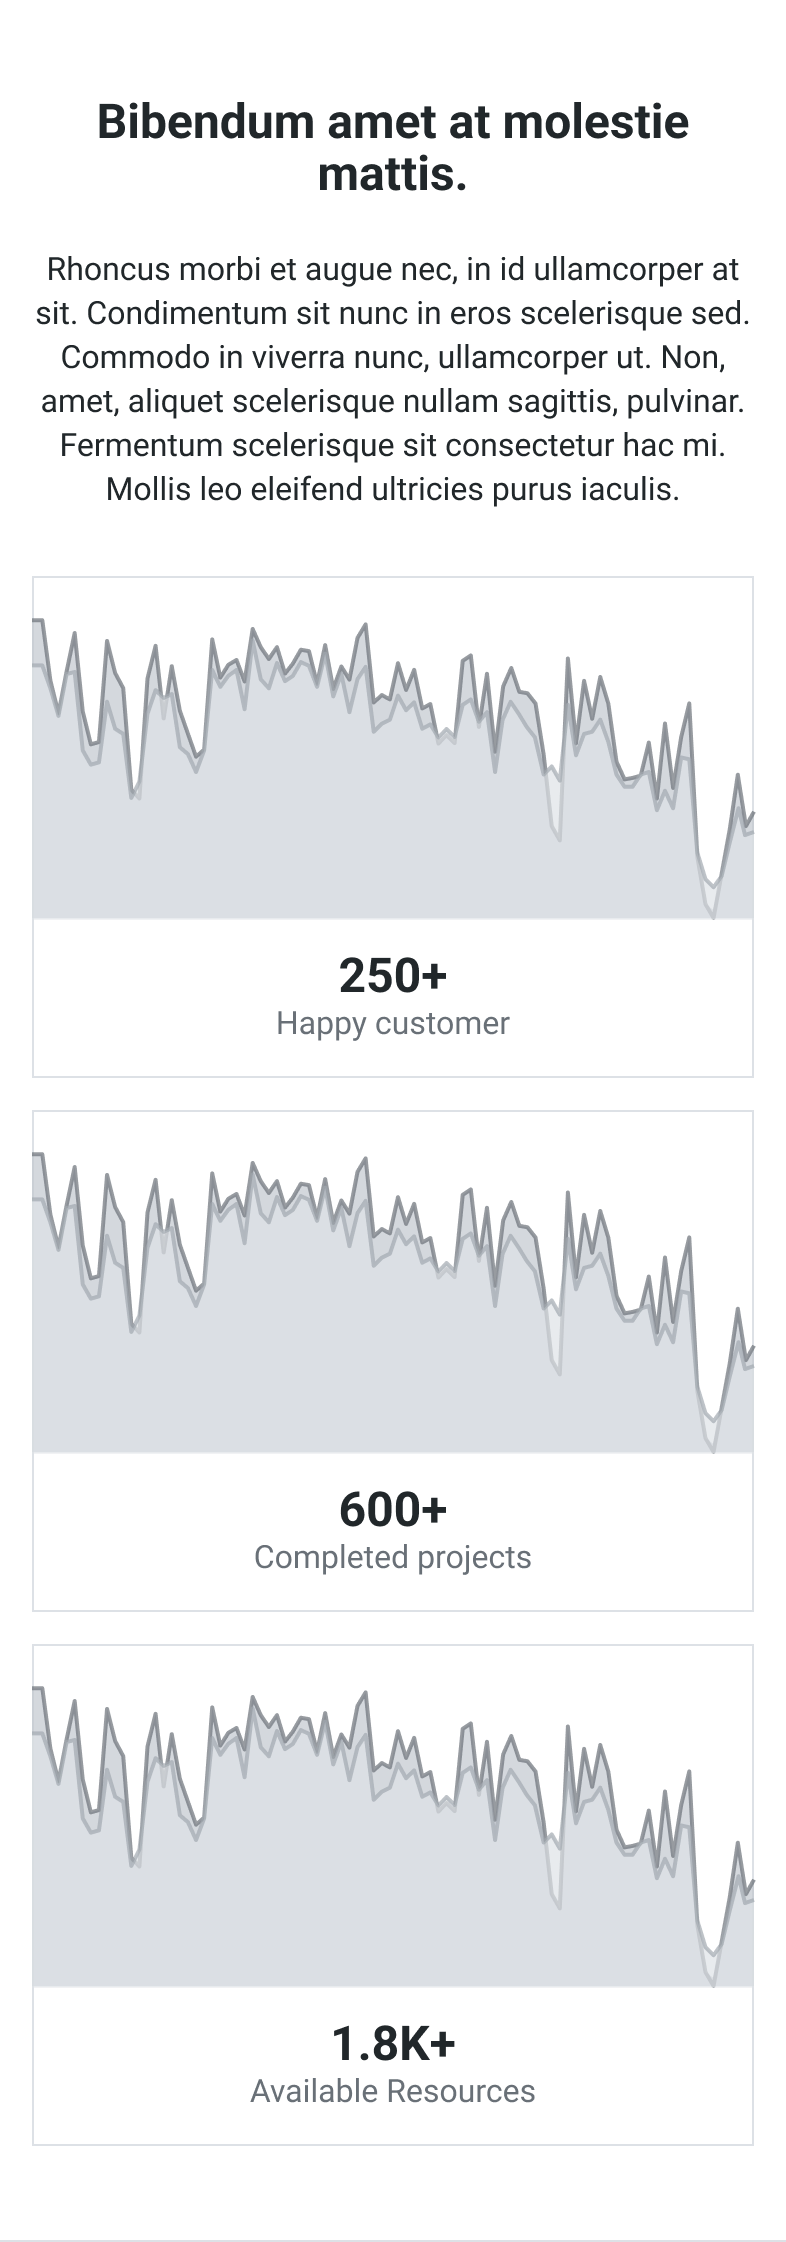 Bibendum amet at molestie
mattis.
Rhoncus morbi et augue nec, in id ullamcorper at
sit. Condimentum sit nunc in eros scelerisque sed.
Commodo in viverra nunc, ullamcorper ut. Non,
amet, aliquet scelerisque nullam sagittis, pulvinar.
Fermentum scelerisque sit consectetur hac mi.
Mollis leo eleifend ultricies purus iaculis.
250+
Happy customer
600+
Completed projects
1.8K+
Available Resources